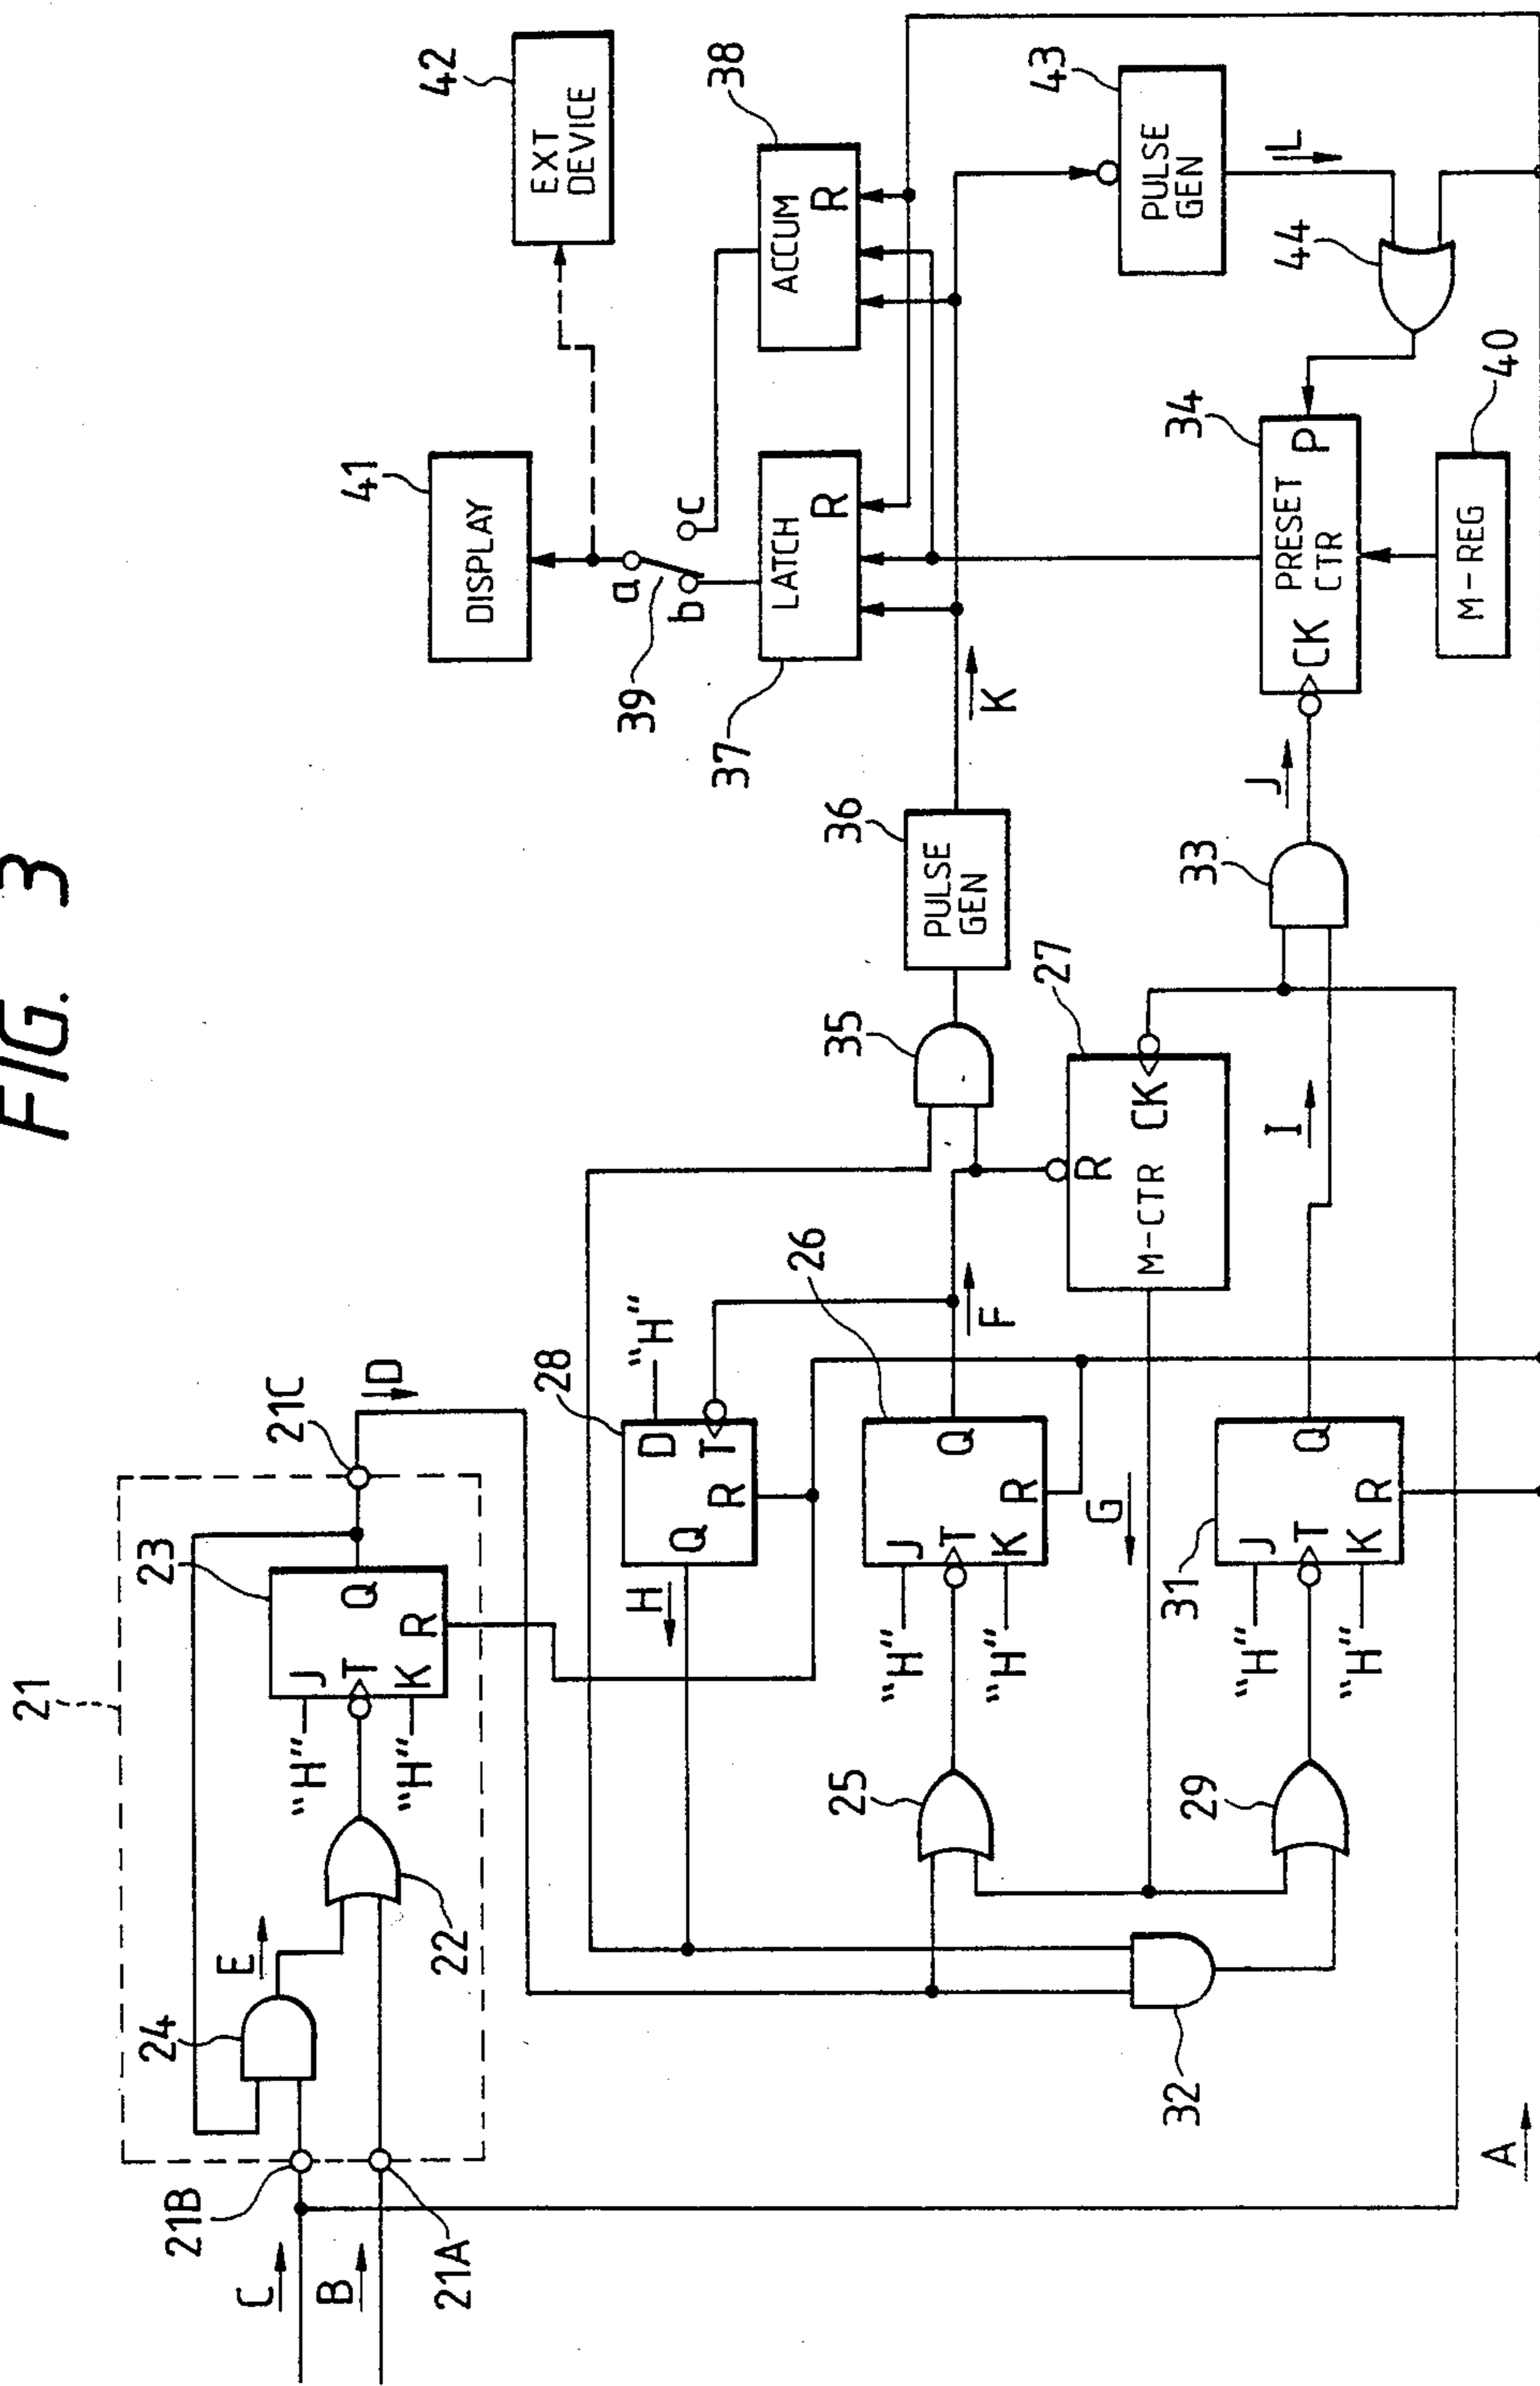 FIG. 3
21
21C
D
23
J
T
K
Q
R
"H"
"H"
22
E
24
21B
21A
C
B
28
"H"
D
T
R
Q
H
26
F
J
T
K
Q
R
"H"
"H"
25
G
31
J
T
K
Q
R
"H"
"H"
29
32
A
35
27
R
M-CTR CK
I
33
J
36
PULSE
GEN
K
41
DISPLAY
42
EXT
DEVICE
39
a
b
c
37
LATCH
R
38
ACCUM
R
43
PULSE
GEN
L
44
34
CK
PRESET
CTR
P
40
M-REG